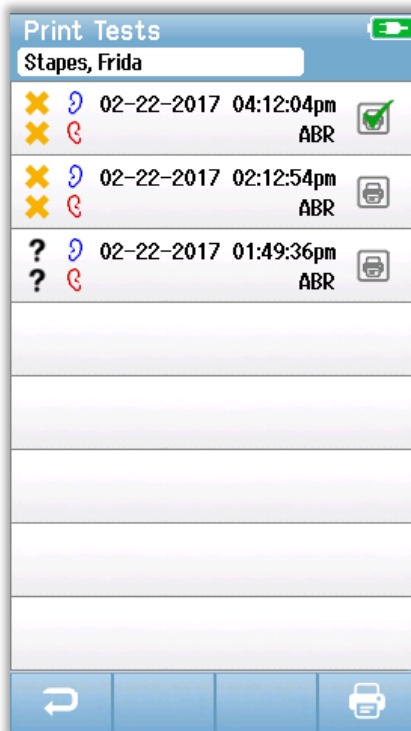 Print Tests
Stapes, Frida
02-22-2017 04:12:04pm
ABR
02-22-2017 02:12:54pm
ABR
? 02-22-2017 01:49:36pm
? ABR